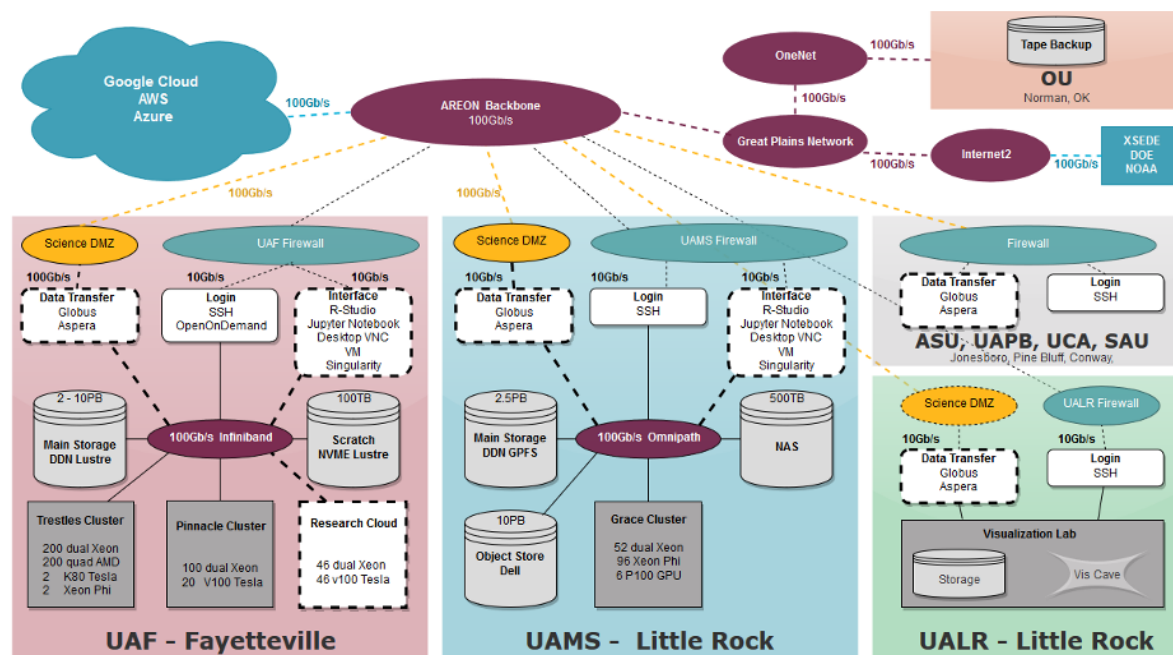 Google Cloud
AWS
Azure
100Gb/s
AREON Backbone
100Gb/s
OneNet
100Gb/s
Tape Backup
OU
Norman, OK
100Gb/s
Great Plains Network
100Gb/s
Internet2
100Gb/s
XSEDE
DOE
NOAA
100Gb/s
100Gb/s
Science DMZ
UAF Firewall
100Gb/s
10Gb/s
10Gb/s
Data Transfer
Globus
Aspera
Login
SSH
OpenOnDemand
Interface
R-Studio
Jupyter Notebook
Desktop VNC
VM
Singularity
2 - 10PB
Main Storage
DDN Lustre
100Gb/s Infiniband
100TB
Scratch
NVME Lustre
Trestles Cluster
200 dual Xeon
200 quad AMD
2 K80 Tesla
2 Xeon Phi
Pinnacle Cluster
100 dual Xeon
20 V100 Tesla
Research Cloud
46 dual Xeon
46 v100 Tesla
UAF - Fayetteville
Science DMZ
UAMS Firewall
100Gb/s
10Gb/s
10Gb/s
Data Transfer
Globus
Aspera
Login
SSH
Interface
R-Studio
Jupyter Notebook
Desktop VNC
VM
Singularity
2.5PB
Main Storage
DDN GPFS
100Gb/s Omnipath
500TB
NAS
10PB
Object Store
Dell
Grace Cluster
52 dual Xeon
96 Xeon Phi
6 P100 GPU
UAMS - Little Rock
Firewall
Data Transfer
Globus
Aspera
Login
SSH
ASU, UAPB, UCA, SAU
Jonesboro, Pine Bluff, Conway,
Science DMZ
UALR Firewall
10Gb/s
10Gb/s
Data Transfer
Globus
Aspera
Login
SSH
Visualization Lab
Storage
Vis Cave
UALR - Little Rock